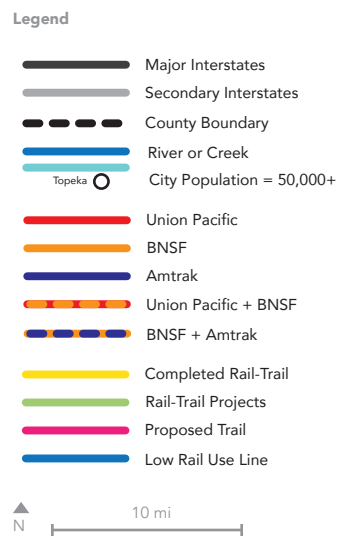 Legend
Major Interstates
Secondary Interstates
County Boundary
River or Creek
Topeka City Population = 50,000+
Union Pacific
BNSF
Amtrak
Union Pacific + BNSF
BNSF + Amtrak
Completed Rail-Trail
Rail-Trail Projects
Proposed Trail
Low Rail Use Line
N 10 mi